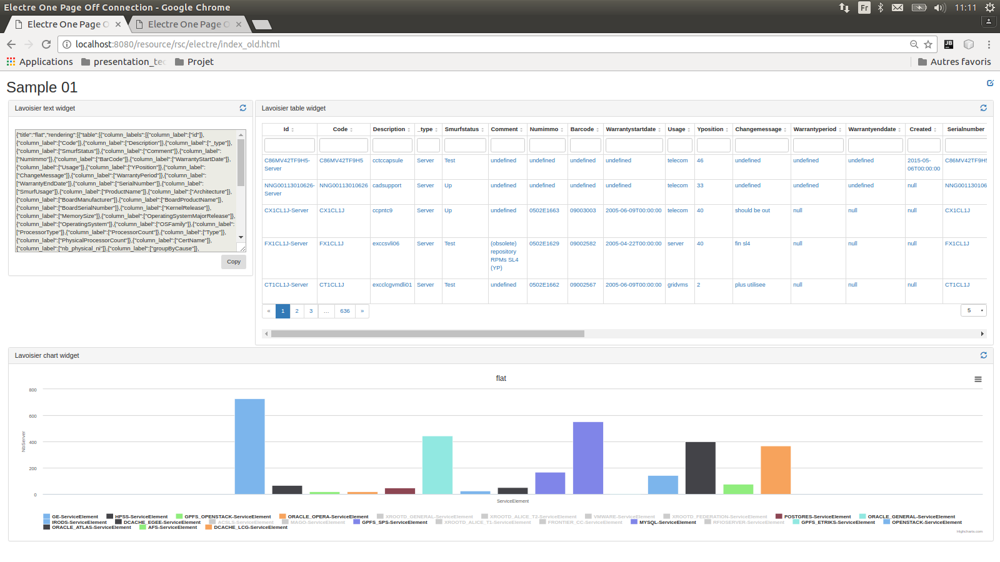 Electre One Page Off Connection - Google Chrome
Fr
11:11
Electre One Page O
Electre One Page O
localhost:8080/resource/rsc/electre/index_old.html
JB
Applications
presentation_tec
Projet
Autres favoris
Sample 01
Lavoisier text widget
{"title":"flat","rendering":[{"table":[{"column_labels":[{"column_label":["id"]},
{"column_label":["Code"]},{"column_label":["Description"]},{"column_label":["_type"]},
{"column_label":["SmurfStatus"]},{"column_label":["Comment"]},{"column_label":
["NumImmo"]},{"column_label":["BarCode"]},{"column_label":["WarrantyStartDate"]},
{"column_label":["Usage"]},{"column_label":["YPosition"]},{"column_label":
["ChangeMessage"]},{"column_label":["WarrantyPeriod"]},{"column_label":
["WarrantyEndDate"]},{"column_label":["SerialNumber"]},{"column_label":
["SmurfUsage"]},{"column_label":["ProductName"]},{"column_label":["Architecture"]},
{"column_label":["BoardManufacturer"]},{"column_label":["BoardProductName"]},
{"column_label":["BoardSerialNumber"]},{"column_label":["KernelRelease"]},
{"column_label":["MemorySize"]},{"column_label":["OperatingSystemMajorRelease"]},
{"column_label":["OperatingSystem"]},{"column_label":["OSFamily"]},{"column_label":
["ProcessorType"]},{"column_label":["ProcessorCount"]},{"column_label":["Type"]},
{"column_label":["PhysicalProcessorCount"]},{"column_label":["CertName"]},
{"column_label":["nb_physical_ni"]},{"column_label":["groupByCause"]},
Copy
Lavoisier table widget
Id Code Description _type Smurfstatus Comment Numimmo Barcode Warrantystartdate Usage Yposition Changemessage Warrantyperiod Warrantyenddate Created Serialnumber
C86MV42TF9H5-Server C86MV42TF9H5 cctccapsule Server Test undefined undefined undefined undefined telecom 46 undefined undefined undefined 2015-05-06T00:00:00 C86MV42TF9H5
NNG00113010626-Server NNG00113010626 cadsupport Server Up undefined undefined undefined undefined telecom 33 undefined undefined undefined null NNG001130106
CX1CL1J-Server CX1CL1J ccpntc9 Server Up undefined 0502E1663 09003003 2005-06-09T00:00:00 telecom 40 should be out null null null CX1CL1J
FX1CL1J-Server FX1CL1J exccsvli06 Server Test (obsolete) repository RPMs SL4 (YP) 0502E1629 09002582 2005-04-22T00:00:00 server 40 fin sl4 null null null FX1CL1J
CT1CL1J-Server CT1CL1J excclcgvmdli01 Server Test undefined 0502E1662 09002567 2005-06-09T00:00:00 gridvms 2 plus utilisee null null null CT1CL1J
« 1 2 3 ... 636 »
5
Lavoisier chart widget
flat
800
600
400
200
0
NbServer
ServiceElement
GE-ServiceElement HPSS-ServiceElement GPFS_OPENSTACK-ServiceElement ORACLE_OPERA-ServiceElement XROOTD_GENERAL-ServiceElement XROOTD_ALICE_T2-ServiceElement VMWARE-ServiceElement XROOTD_FEDERATION-ServiceElement POSTGRES-ServiceElement ORACLE_GENERAL-ServiceElement
IRODS-ServiceElement DCACHE_EGEE-ServiceElement ACSLS-ServiceElement MAGO-ServiceElement GPFS_SPS-ServiceElement XROOTD_ALICE_T1-ServiceElement FRONTIER_CC-ServiceElement MYSQL-ServiceElement RFIOSERVER-ServiceElement GPFS_ETRIKS-ServiceElement OPENSTACK-ServiceElement
ORACLE_ATLAS-ServiceElement AFS-ServiceElement DCACHE_LCG-ServiceElement
Highcharts.com